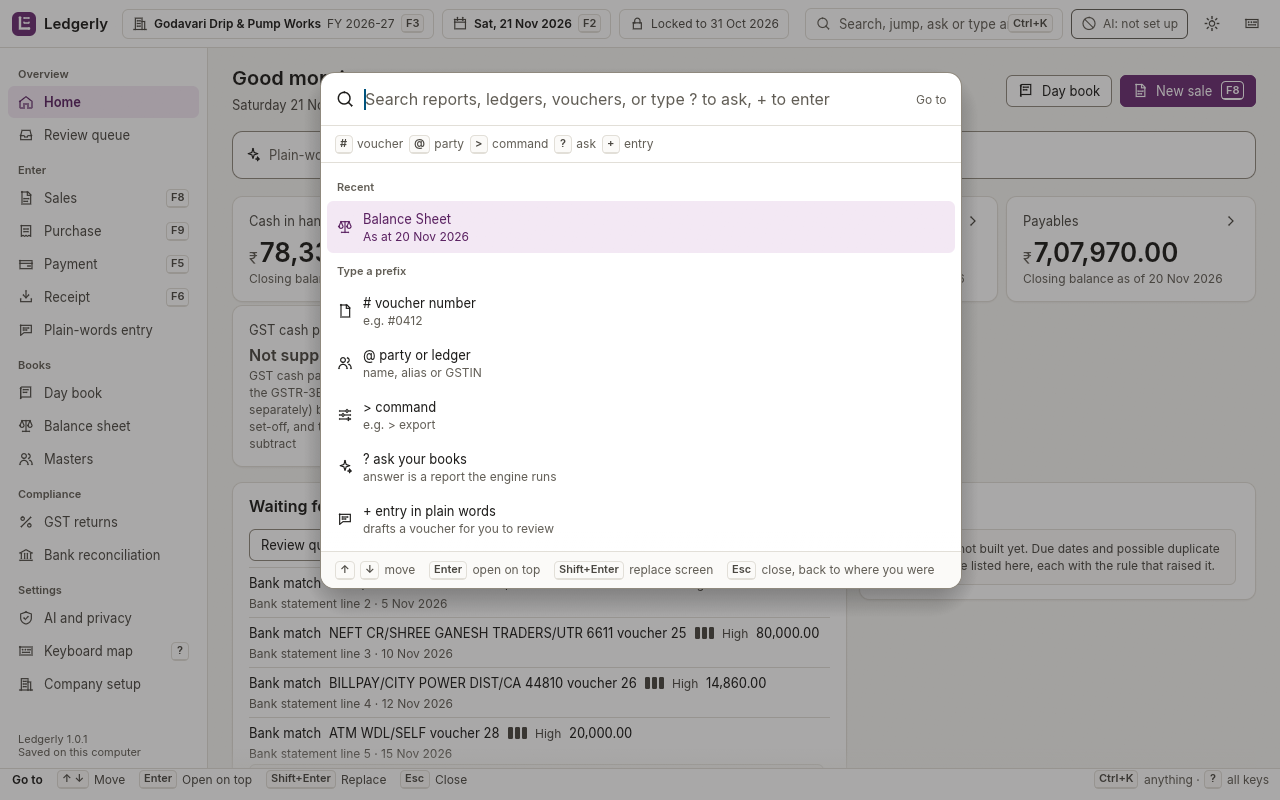 Ledgerly
Godavari Drip & Pump Works FY 2026-27 F3
Sat, 21 Nov 2026 F2
Locked to 31 Oct 2026
Search, jump, ask or type a Ctrl+K
AI: not set up
Overview
Home
Review queue
Enter
Sales F8
Purchase F9
Payment F5
Receipt F6
Plain-words entry
Books
Day book
Balance sheet
Masters
Compliance
GST returns
Bank reconciliation
Settings
AI and privacy
Keyboard map ?
Company setup
Ledgerly 1.0.1
Saved on this computer
Good
Saturday 21
Day book
New sale F8
Search reports, ledgers, vouchers, or type ? to ask, + to enter
Go to
# voucher @ party > command ? ask + entry
Recent
Balance Sheet
As at 20 Nov 2026
Type a prefix
# voucher number
e.g. #0412
@ party or ledger
name, alias or GSTIN
> command
e.g. > export
? ask your books
answer is a report the engine runs
+ entry in plain words
drafts a voucher for you to review
↑ ↓ move Enter open on top Shift+Enter replace screen Esc close, back to where you were
Cash in
Closing
Payables
₹7,07,970.00
Closing balance as of 20 Nov 2026
GST cash
Not
GST cash
the GSTR-3B
separately)
set-off, and
subtract
Waiting
Review
not built yet. Due dates and possible duplicate
listed here, each with the rule that raised it.
Bank match
Bank statement line 2 · 5 Nov 2026
Bank match NEFT CR/SHREE GANESH TRADERS/UTR 6611 voucher 25 High 80,000.00
Bank statement line 3 · 10 Nov 2026
Bank match BILLPAY/CITY POWER DIST/CA 44810 voucher 26 High 14,860.00
Bank statement line 4 · 12 Nov 2026
Bank match ATM WDL/SELF voucher 28 High 20,000.00
Bank statement line 5 · 15 Nov 2026
Go to ↑↓ Move Enter Open on top Shift+Enter Replace Esc Close
Ctrl+K anything · ? all keys